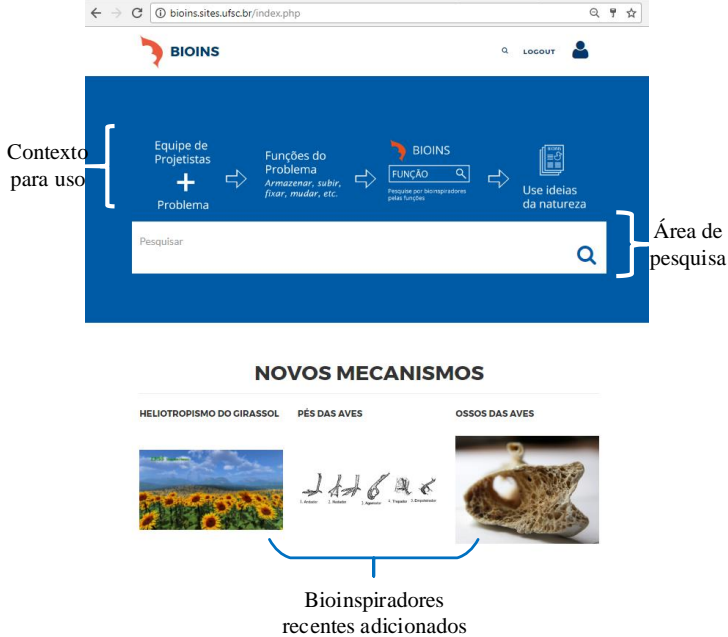 bioins.sites.ufsc.br/index.php
BIOINS
LOGOUT
Contexto
para uso
Equipe de
Projetistas
+
Problema
Funções do
Problema
Armazenar, subir,
fixar, mudar, etc.
BIOINS
FUNÇÃO
Pesquise por bioinspiradores
pelas funções
Use ideias
da natureza
Pesquisar
Área de
pesquisa
NOVOS MECANISMOS
HELIOTROPISMO DO GIRASSOL
PÉS DAS AVES
OSSOS DAS AVES
Bioinspiradores
recentes adicionados